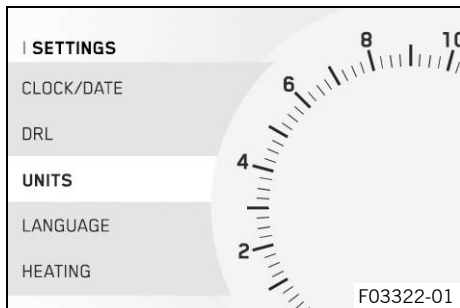 SETTINGS
CLOCK/DATE
DRL
UNITS
LANGUAGE
HEATING
2
4
6
8
10
F03322-01